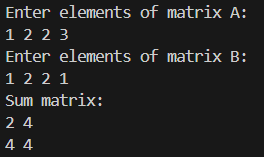 Enter elements of matrix A:
1 2 2 3
Enter elements of matrix B:
1 2 2 1
Sum matrix:
2 4
4 4